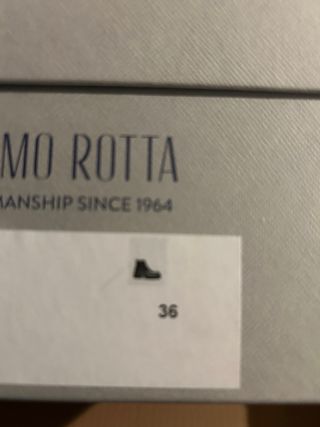 MO ROTTA
MANSHIP SINCE 1964
36